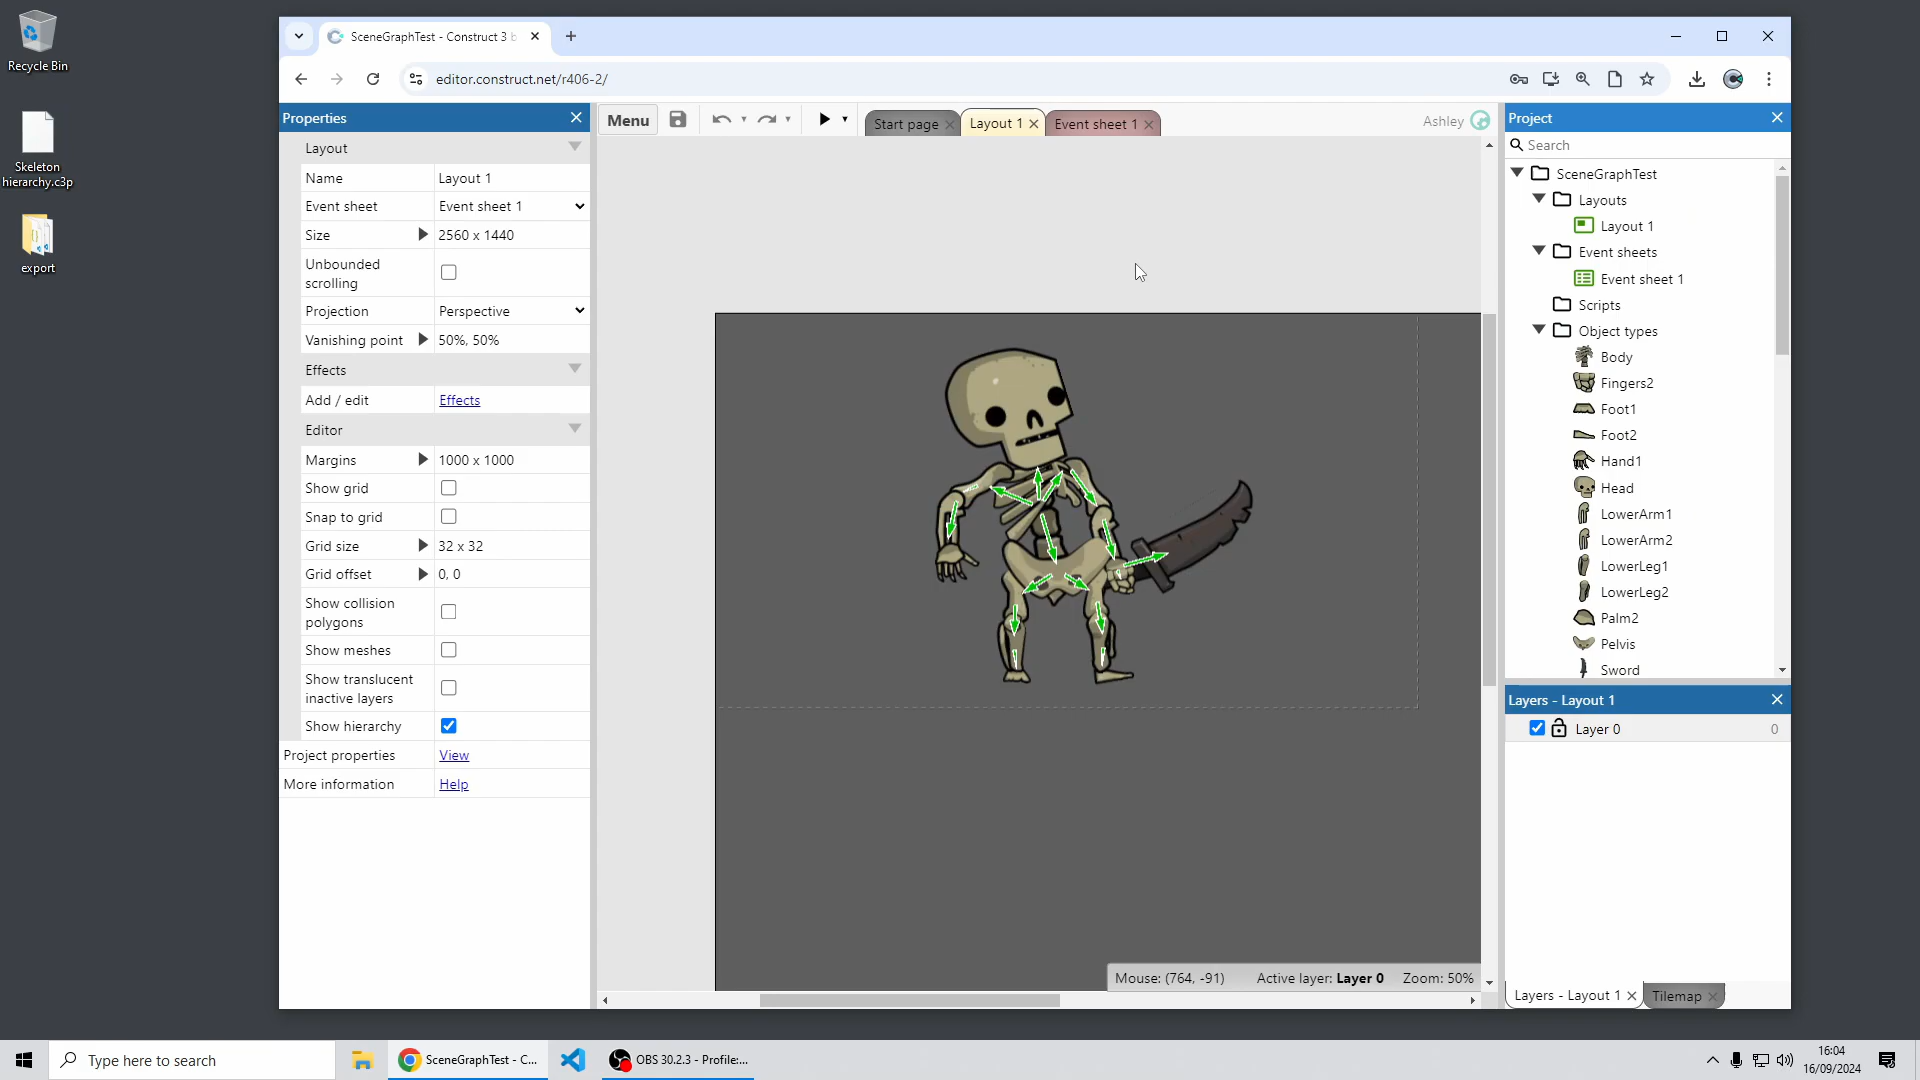 Recycle Bin
Skeleton
hierarchy.c3p
export
SceneGraphTest - Construct 3 b
editor.construct.net/r406-2/
Properties
Layout
Name Layout 1
Event sheet Event sheet 1
Size 2560 x 1440
Unbounded
scrolling
Projection Perspective
Vanishing point 50%, 50%
Effects
Add / edit Effects
Editor
Margins 1000 x 1000
Show grid
Snap to grid
Grid size 32 x 32
Grid offset 0, 0
Show collision
polygons
Show meshes
Show translucent
inactive layers
Show hierarchy
Project properties View
More information Help
Menu
Start page
Layout 1
Event sheet 1
Ashley
Mouse: (764, -91) Active layer: Layer 0 Zoom: 50%
Project
Search
SceneGraphTest
Layouts
Layout 1
Event sheets
Event sheet 1
Scripts
Object types
Body
Fingers2
Foot1
Foot2
Hand1
Head
LowerArm1
LowerArm2
LowerLeg1
LowerLeg2
Palm2
Pelvis
Sword
Layers - Layout 1
Layer 0 0
Layers - Layout 1
Tilemap
Type here to search
SceneGraphTest - C...
OBS 30.2.3 - Profile:...
16:04
16/09/2024